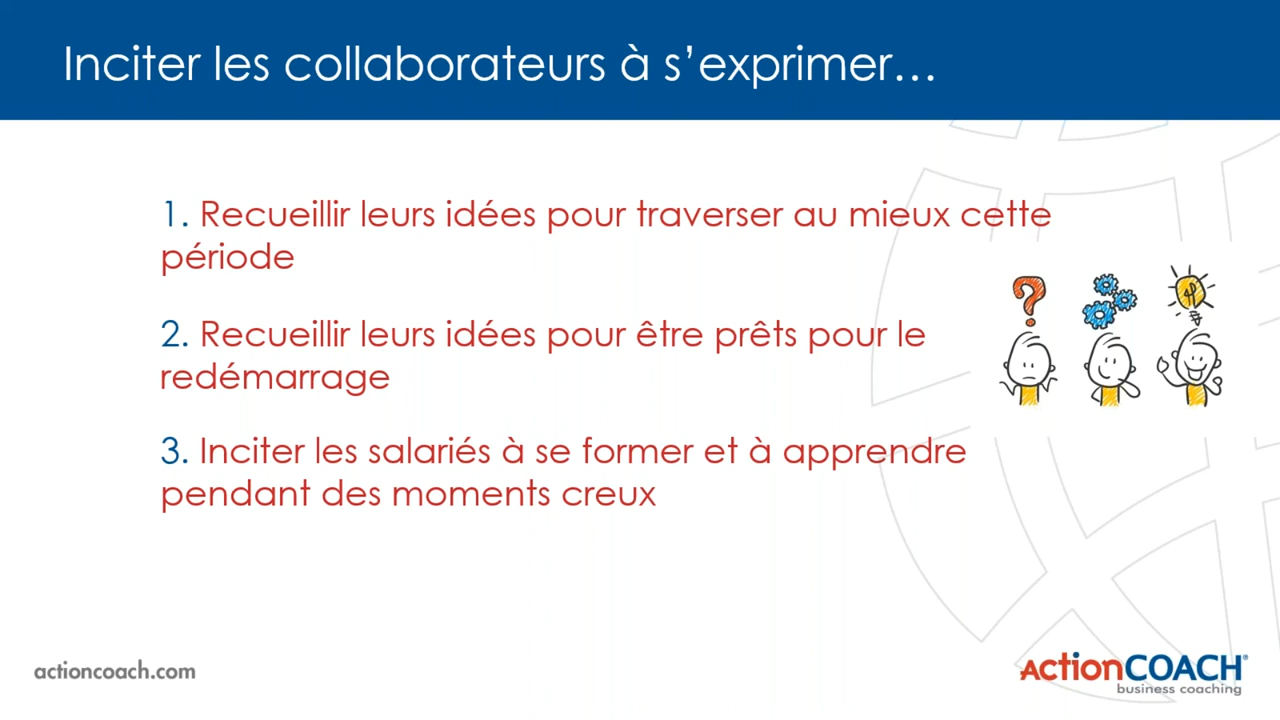 Inciter les collaborateurs à s’exprimer…
1. Recueillir leurs idées pour traverser au mieux cette
période
2. Recueillir leurs idées pour être prêts pour le
redémarrage
3. Inciter les salariés à se former et à apprendre
pendant des moments creux
?
actioncoach.com
ActionCOACH®
business coaching